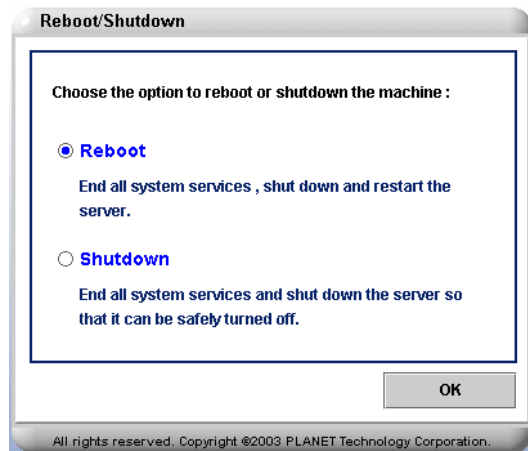 Reboot/Shutdown
Choose the option to reboot or shutdown the machine :
Reboot
End all system services , shut down and restart the
server.
Shutdown
End all system services and shut down the server so
that it can be safely turned off.
OK
All rights reserved. Copyright ©2003 PLANET Technology Corporation.